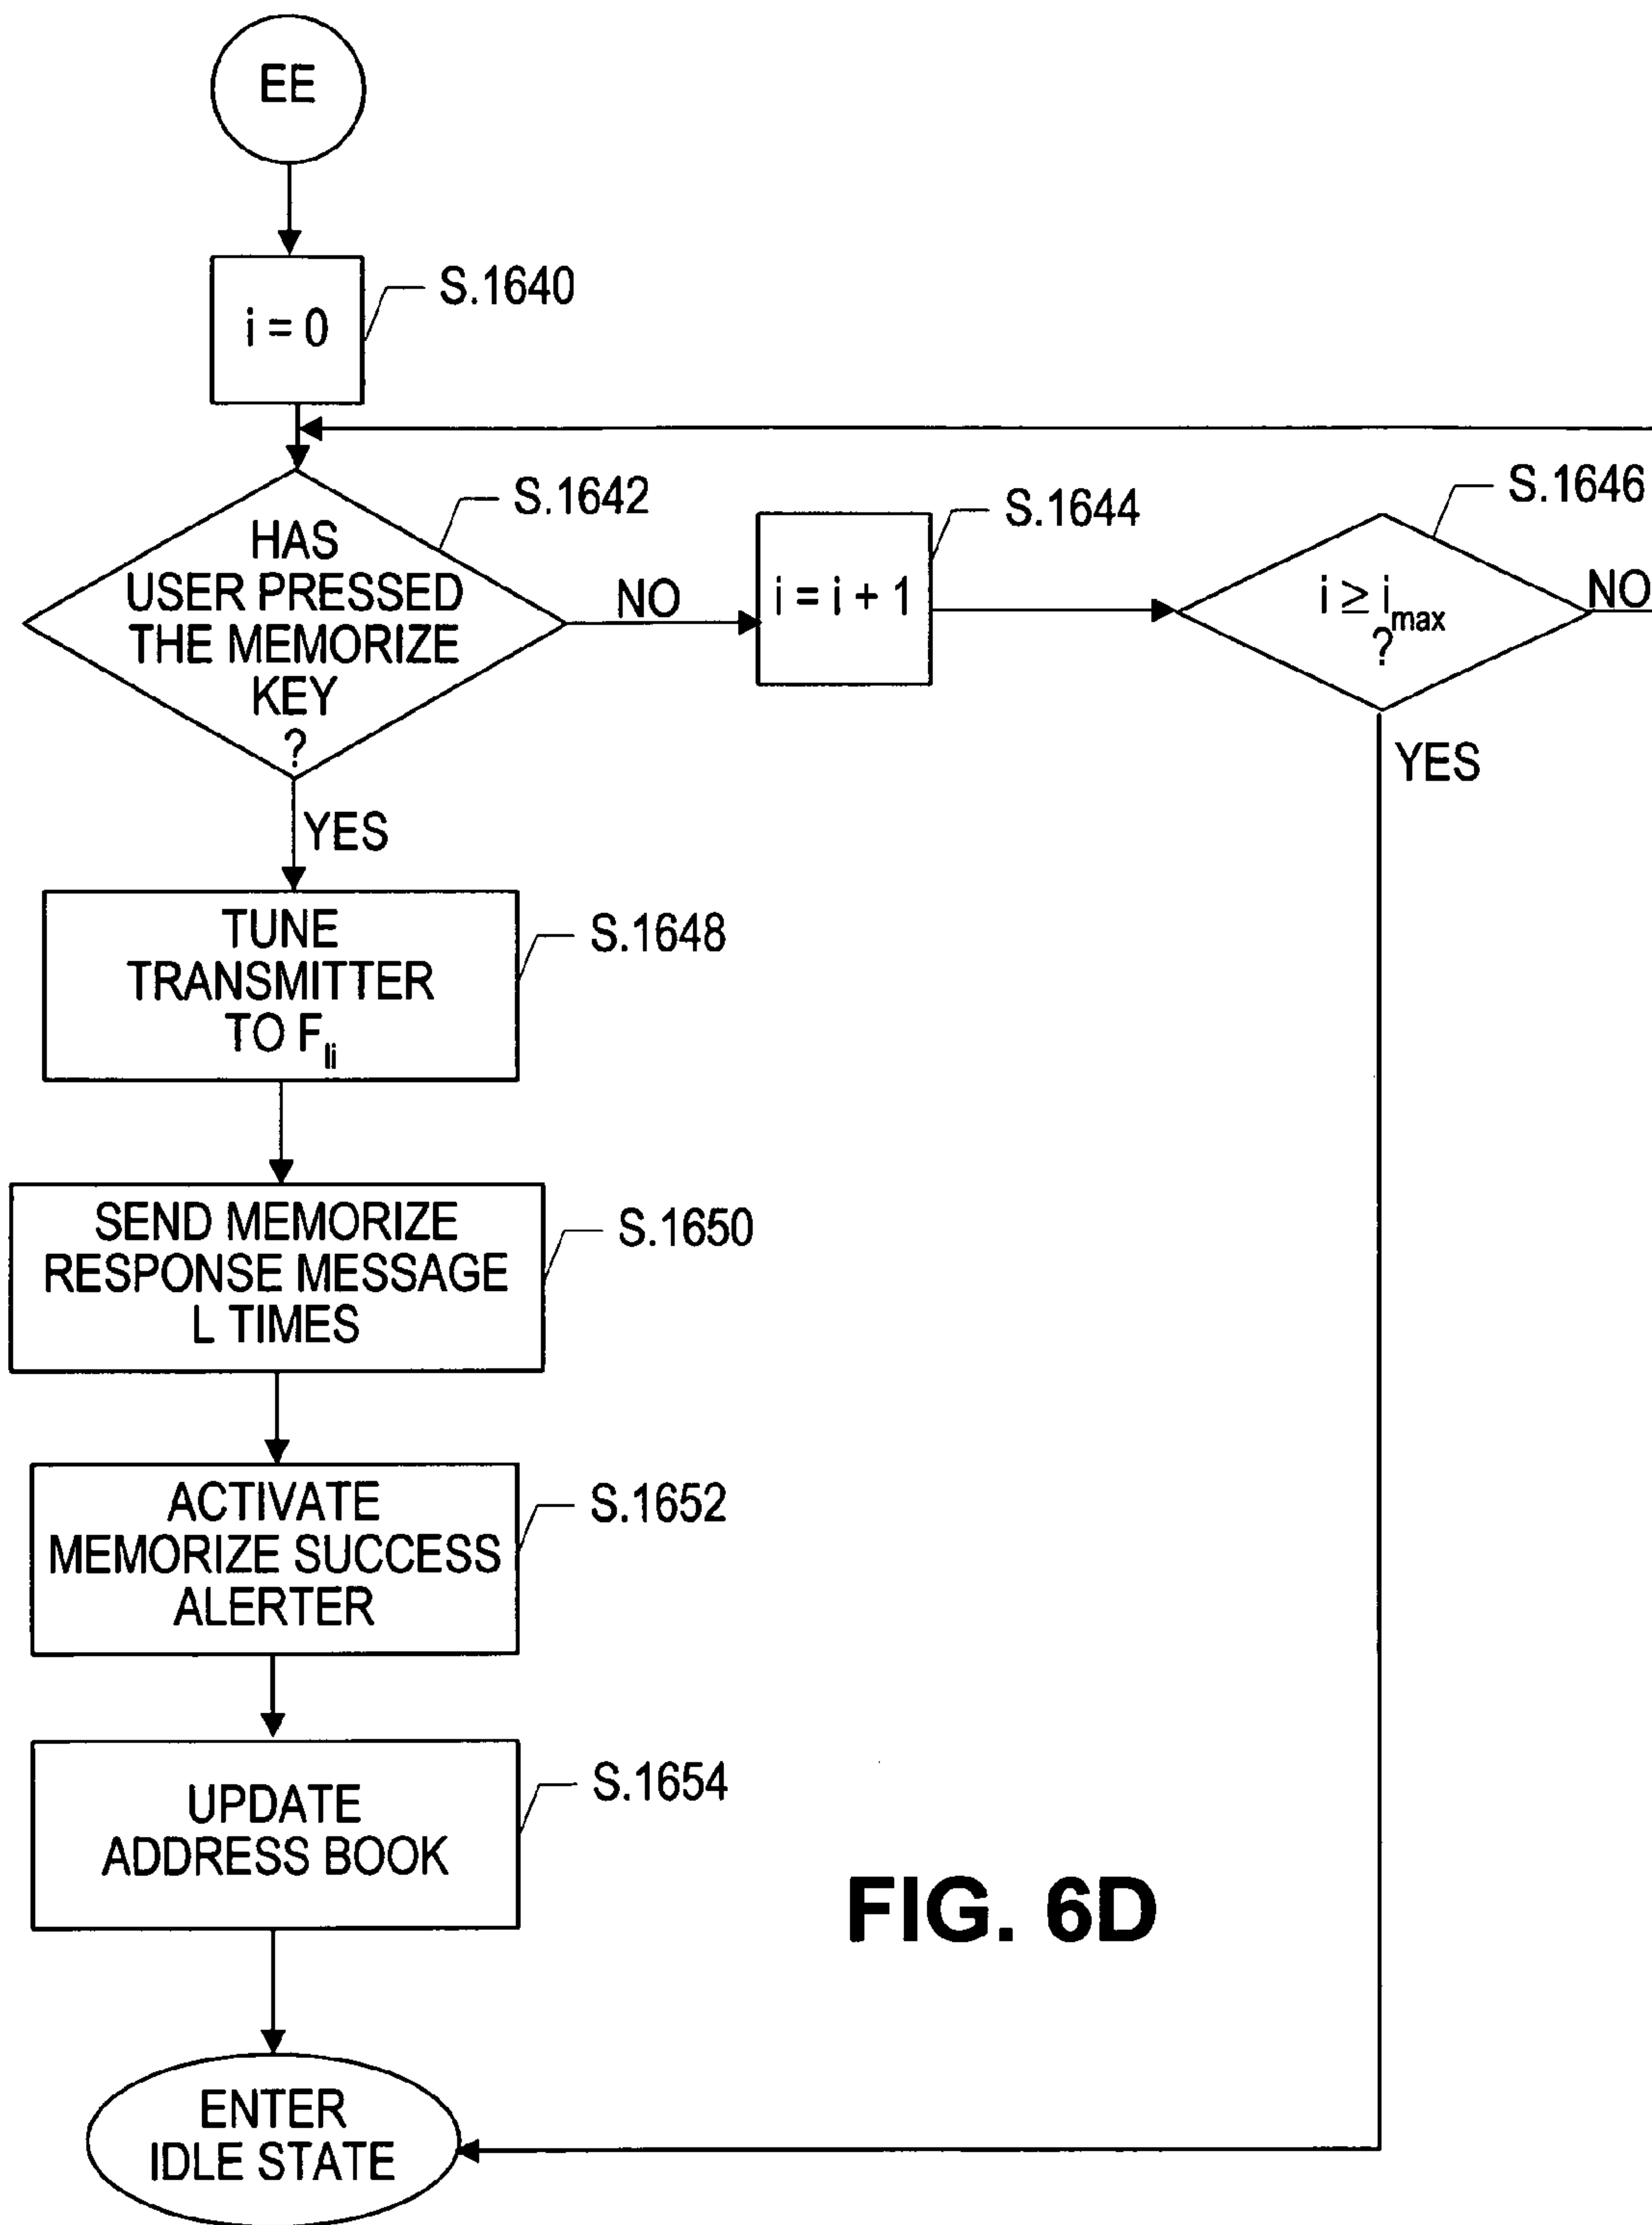 EE
i = 0
S.1640
HAS
USER PRESSED
THE MEMORIZE
KEY
?
S.1642
NO
i = i + 1
S.1644
i ≥ imax
?
S.1646
NO
YES
YES
TUNE
TRANSMITTER
TO Fli
S.1648
SEND MEMORIZE
RESPONSE MESSAGE
L TIMES
S.1650
ACTIVATE
MEMORIZE SUCCESS
ALERTER
S.1652
UPDATE
ADDRESS BOOK
S.1654
FIG. 6D
ENTER
IDLE STATE